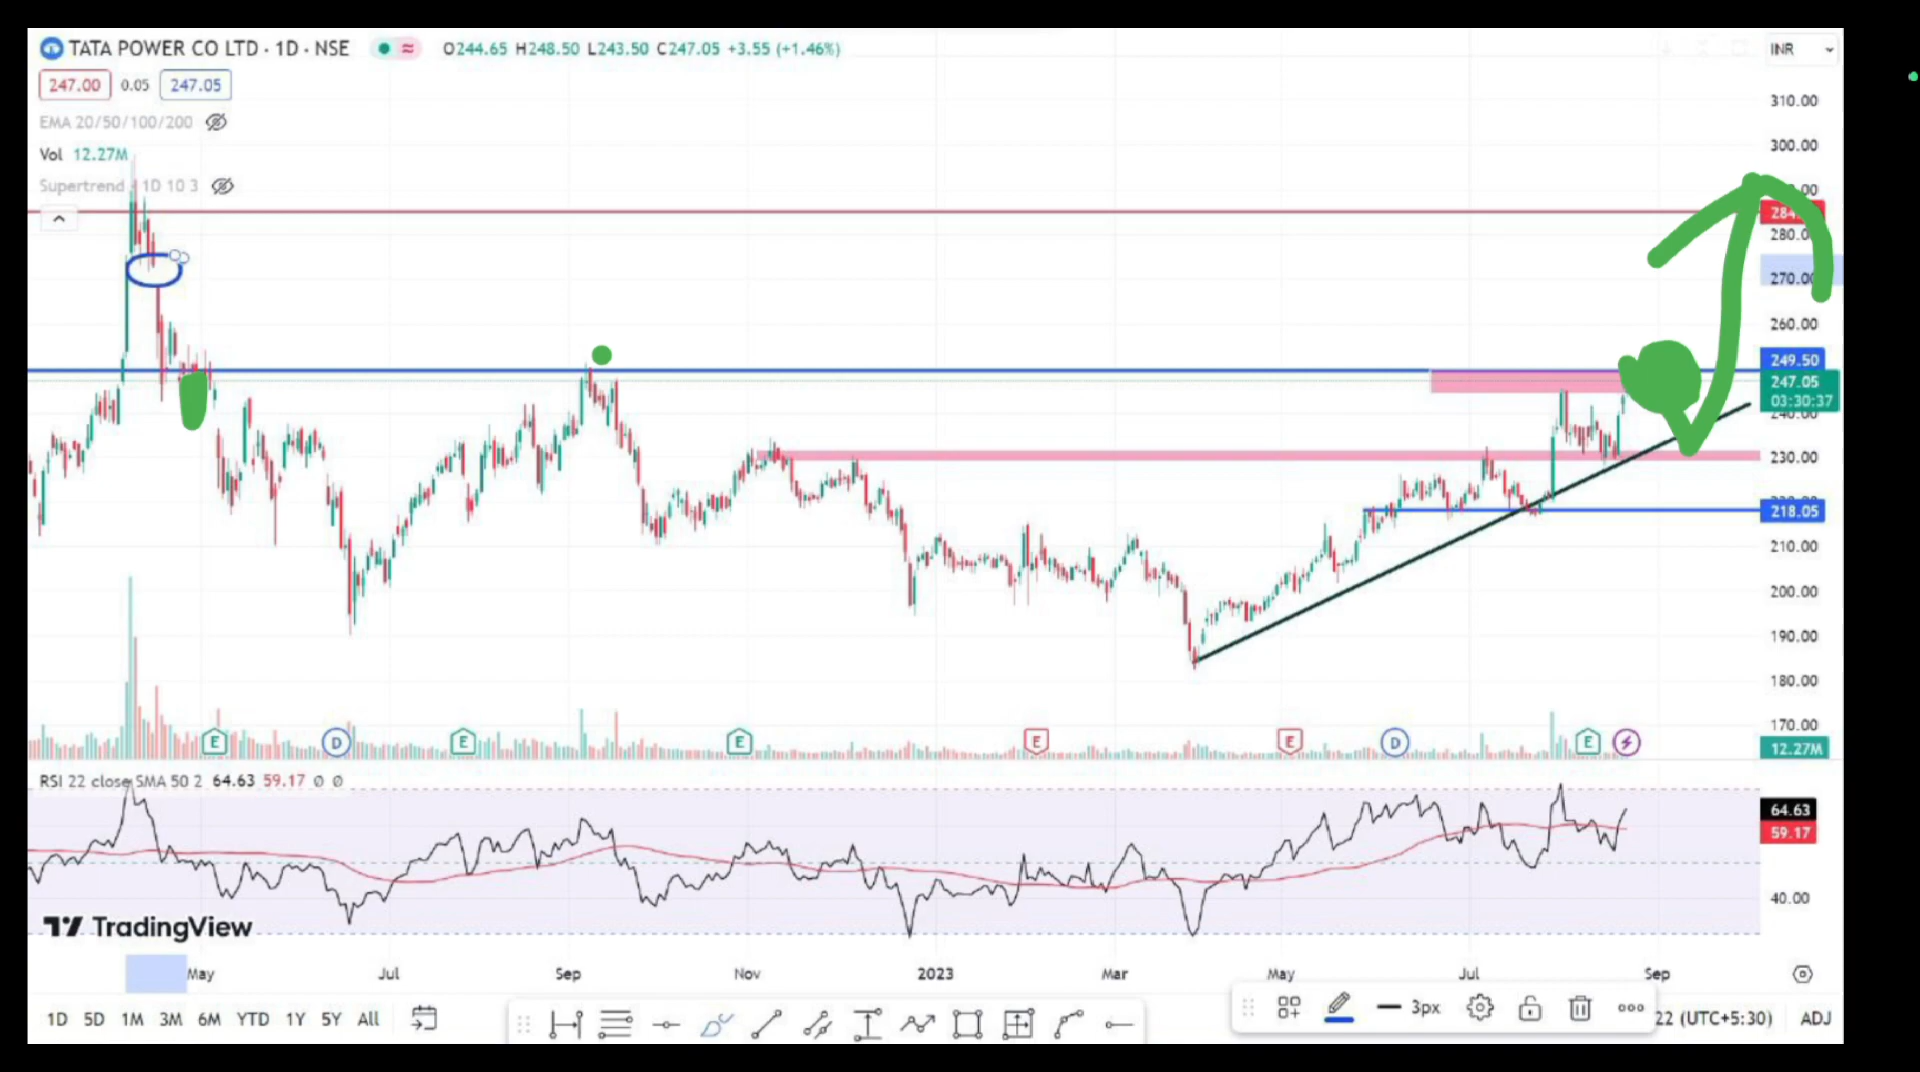 TATA POWER CO LTD · 1D · NSE O244.65 H248.50 L243.50 C247.05 +3.55 (+1.46%) INR
247.00 0.05 247.05
EMA 20/50/100/200
Vol 12.27M
Supertrend 1D 10 3
310.00
300.00
280.0
270.00
260.00
249.50
247.05
03:30:37
240.00
230.00
218.05
210.00
200.00
190.00
180.00
170.00
E D E E E E D E
12.27M
RSI 22 close SMA 50 2 64.63 59.17 ∅ ∅
64.63
59.17
40.00
TradingView
May Jul Sep Nov 2023 Mar May Jul Sep
1D 5D 1M 3M 6M YTD 1Y 5Y All 3px 22 (UTC+5:30) ADJ